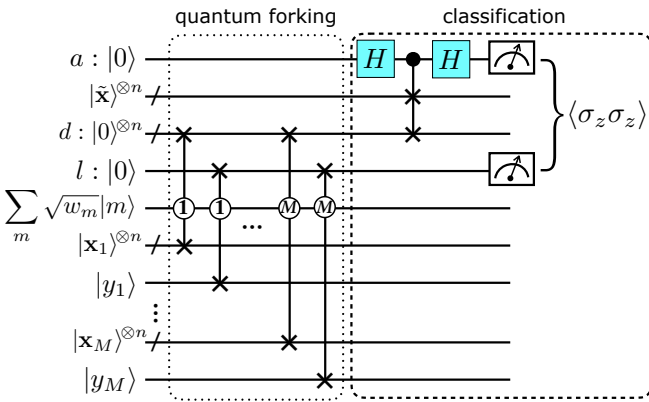 quantum forking classification
a : |0⟩ H H
|x̃⟩^{⊗n}
d : |0⟩^{⊗n} ⟨σ_z σ_z⟩
l : |0⟩
∑_m √w_m |m⟩ 1 1 ... M M
|x_1⟩^{⊗n}
|y_1⟩
⋮
|x_M⟩^{⊗n}
|y_M⟩